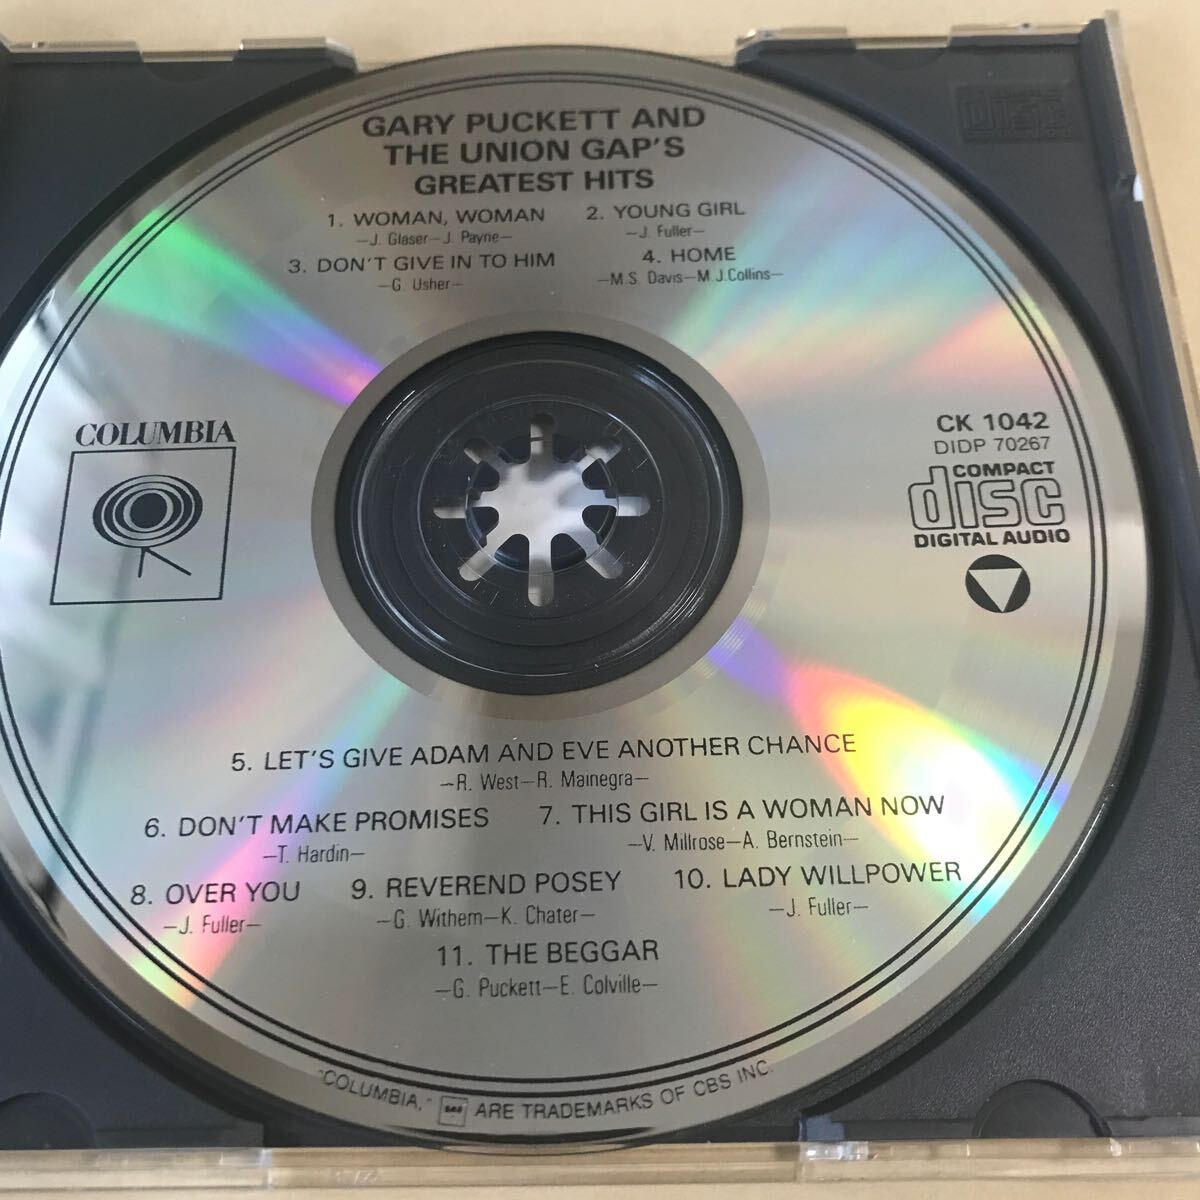 GARY PUCKETT AND
THE UNION GAP'S
GREATEST HITS
1. WOMAN, WOMAN
—J. Glaser—J. Payne—
2. YOUNG GIRL
—J. Fuller—
3. DON'T GIVE IN TO HIM
—G. Usher—
4. HOME
—M.S. Davis—M.J.Collins—
COLUMBIA
CK 1042
DIDP 70267
COMPACT
disc
DIGITAL AUDIO
5. LET'S GIVE ADAM AND EVE ANOTHER CHANCE
—R. West—R. Mainegra—
6. DON'T MAKE PROMISES
—T. Hardin—
7. THIS GIRL IS A WOMAN NOW
—V. Millrose—A. Bernstein—
8. OVER YOU
—J. Fuller—
9. REVEREND POSEY
—G. Withem—K. Chater—
10. LADY WILLPOWER
—J. Fuller—
11. THE BEGGAR
—G. Puckett—E. Colville—
"COLUMBIA," ARE TRADEMARKS OF CBS INC.
disc